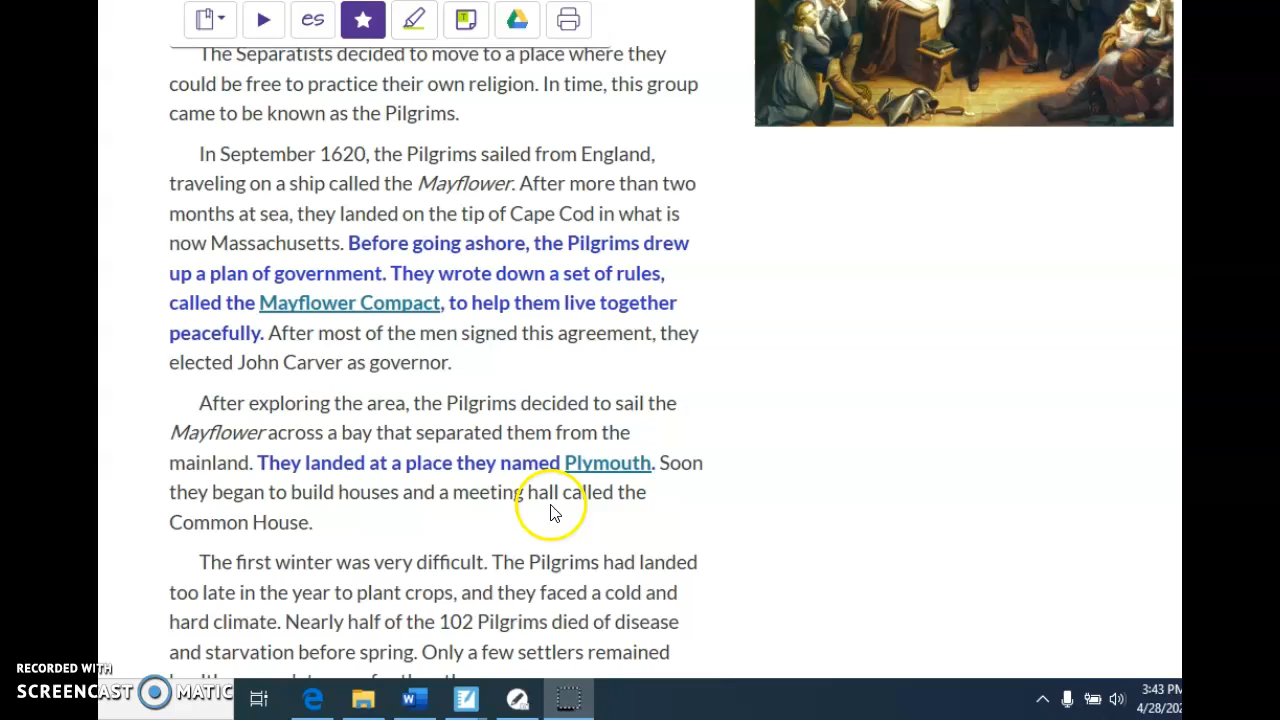 es
T
The Separatists decided to move to a place where they
could be free to practice their own religion. In time, this group
came to be known as the Pilgrims.
In September 1620, the Pilgrims sailed from England,
traveling on a ship called the Mayflower. After more than two
months at sea, they landed on the tip of Cape Cod in what is
now Massachusetts. Before going ashore, the Pilgrims drew
up a plan of government. They wrote down a set of rules,
called the Mayflower Compact, to help them live together
peacefully. After most of the men signed this agreement, they
elected John Carver as governor.
After exploring the area, the Pilgrims decided to sail the
Mayflower across a bay that separated them from the
mainland. They landed at a place they named Plymouth. Soon
they began to build houses and a meeting hall called the
Common House.
The first winter was very difficult. The Pilgrims had landed
too late in the year to plant crops, and they faced a cold and
hard climate. Nearly half of the 102 Pilgrims died of disease
and starvation before spring. Only a few settlers remained
RECORDED WITH
SCREENCAST MATIC
3:43 PM
4/28/202